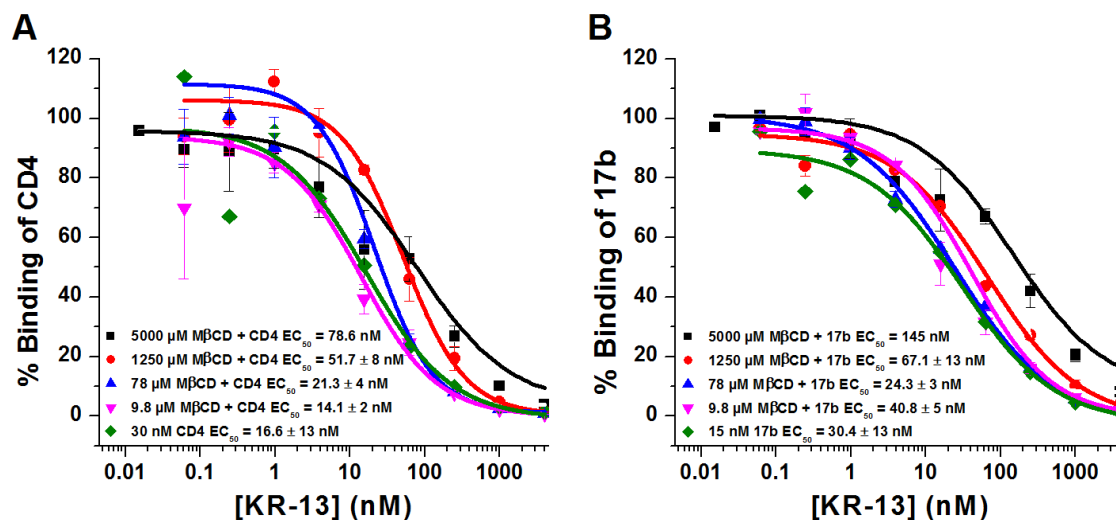 A
B
120
100
80
60
40
20
0
% Binding of CD4
5000 µM MβCD + CD4 EC50 = 78.6 nM
1250 µM MβCD + CD4 EC50 = 51.7 ± 8 nM
78 µM MβCD + CD4 EC50 = 21.3 ± 4 nM
9.8 µM MβCD + CD4 EC50 = 14.1 ± 2 nM
30 nM CD4 EC50 = 16.6 ± 13 nM
0.01 0.1 1 10 100 1000
[KR-13] (nM)
120
100
80
60
40
20
0
% Binding of 17b
5000 µM MβCD + 17b EC50 = 145 nM
1250 µM MβCD + 17b EC50 = 67.1 ± 13 nM
78 µM MβCD + 17b EC50 = 24.3 ± 3 nM
9.8 µM MβCD + 17b EC50 = 40.8 ± 5 nM
15 nM 17b EC50 = 30.4 ± 13 nM
0.01 0.1 1 10 100 1000
[KR-13] (nM)